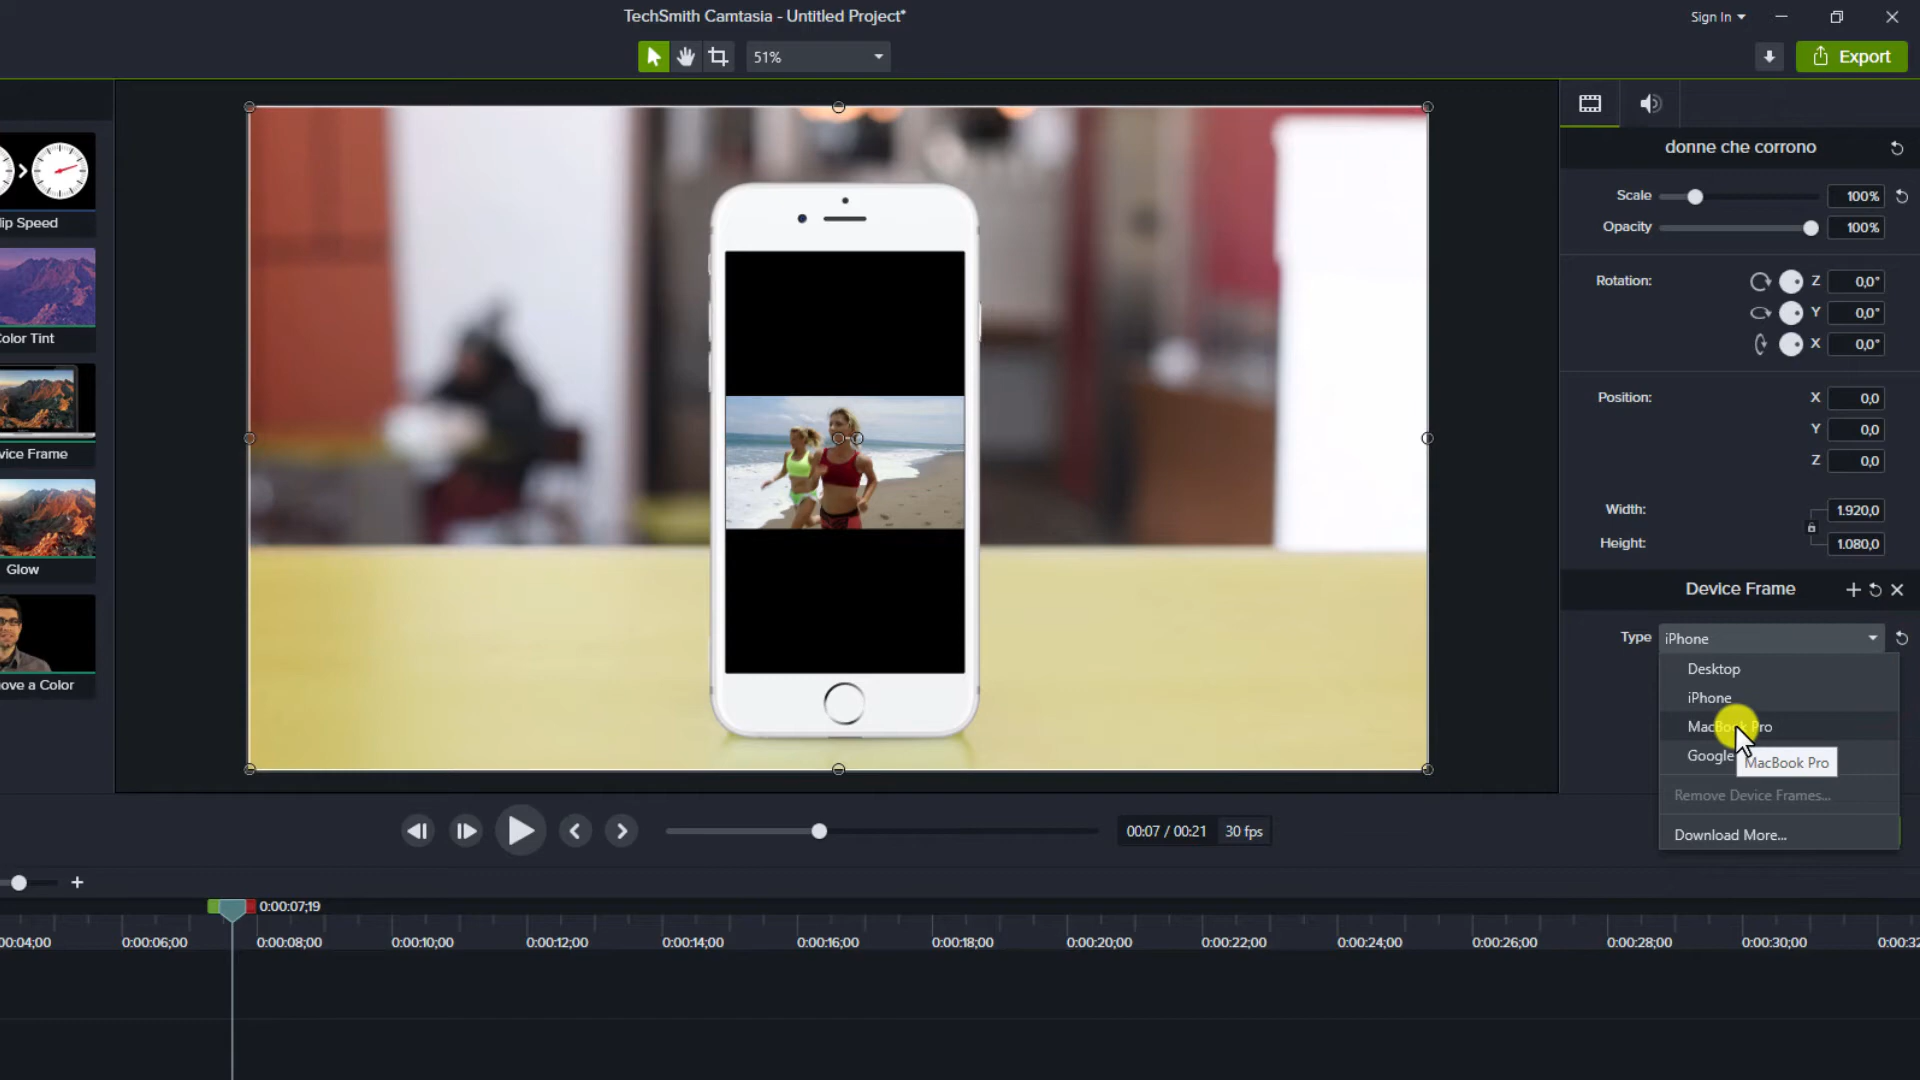 TechSmith Camtasia - Untitled Project*
Sign In
51%
Export
lip Speed
olor Tint
vice Frame
Glow
ove a Color
donne che corrono
Scale
100%
Opacity
100%
Rotation:
Z
0,0°
Y
0,0°
X
0,0°
Position:
X
0,0
Y
0,0
Z
0,0
Width:
1.920,0
Height:
1.080,0
Device Frame
Type
iPhone
Desktop
iPhone
MacBook Pro
Google
MacBook Pro
Remove Device Frames...
Download More...
00:07 / 00:21
30 fps
0:00:07;19
00:04;00
0:00:06;00
0:00:08;00
0:00:10;00
0:00:12;00
0:00:14;00
0:00:16;00
0:00:18;00
0:00:20;00
0:00:22;00
0:00:24;00
0:00:26;00
0:00:28;00
0:00:30;00
0:00:32